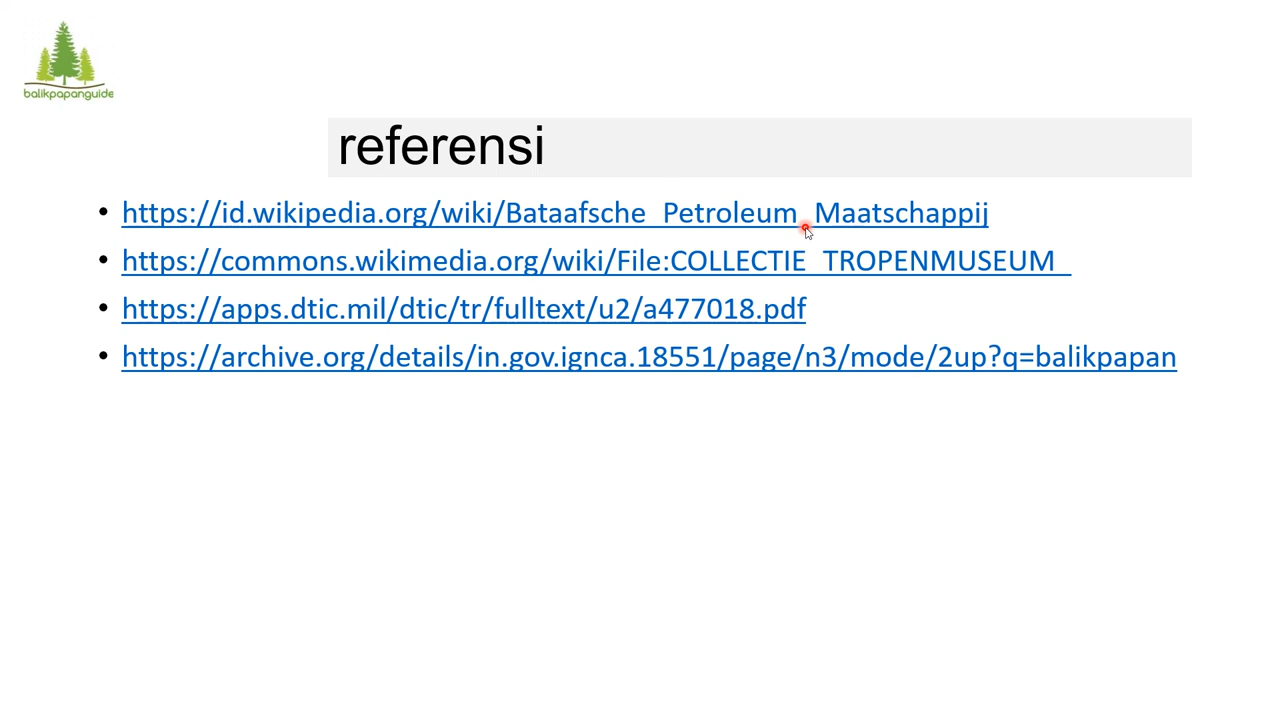 balikpapanguide
referensi
• https://id.wikipedia.org/wiki/Bataafsche_Petroleum_Maatschappij
• https://commons.wikimedia.org/wiki/File:COLLECTIE_TROPENMUSEUM_
• https://apps.dtic.mil/dtic/tr/fulltext/u2/a477018.pdf
• https://archive.org/details/in.gov.ignca.18551/page/n3/mode/2up?q=balikpapan